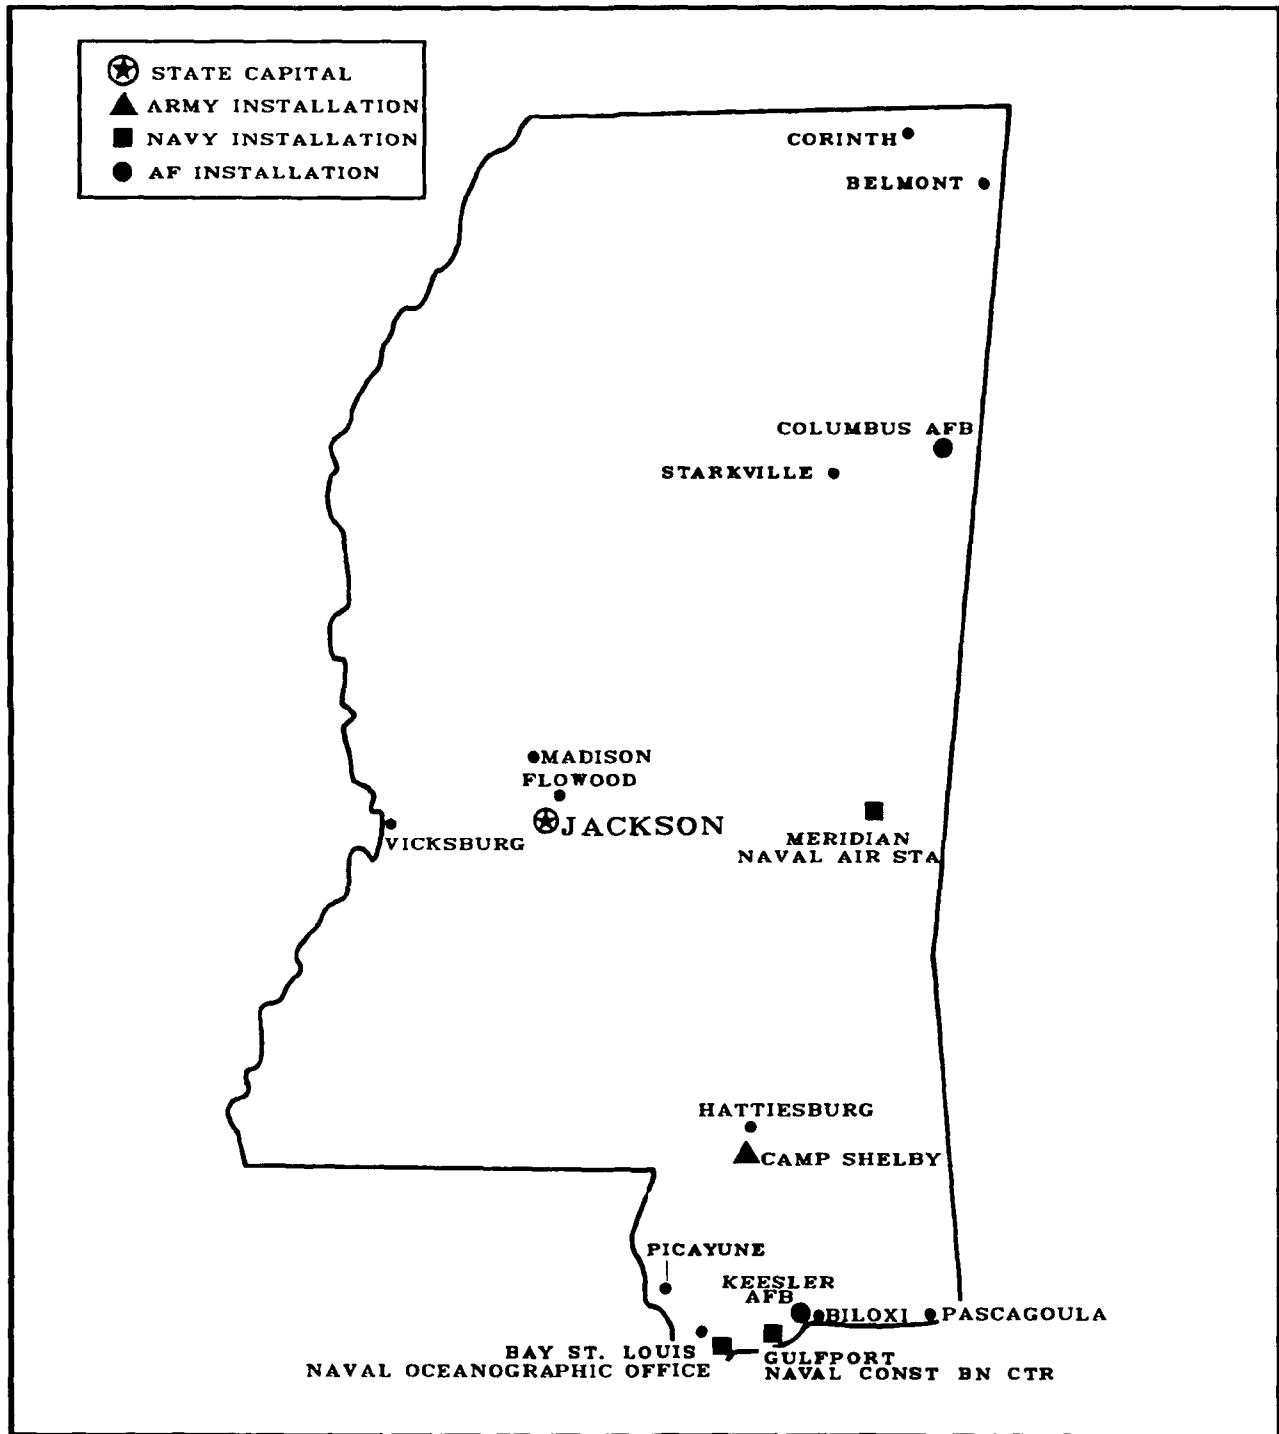 STATE CAPITAL
ARMY INSTALLATION
NAVY INSTALLATION
AF INSTALLATION
CORINTH
BELMONT
COLUMBUS AFB
STARKVILLE
MADISON
FLOWOOD
JACKSON
VICKSBURG
MERIDIAN
NAVAL AIR STA
HATTIESBURG
CAMP SHELBY
PICAYUNE
KEESLER
AFB
BILOXI
PASCAGOULA
BAY ST. LOUIS
NAVAL OCEANOGRAPHIC OFFICE
GULFPORT
NAVAL CONST BN CTR